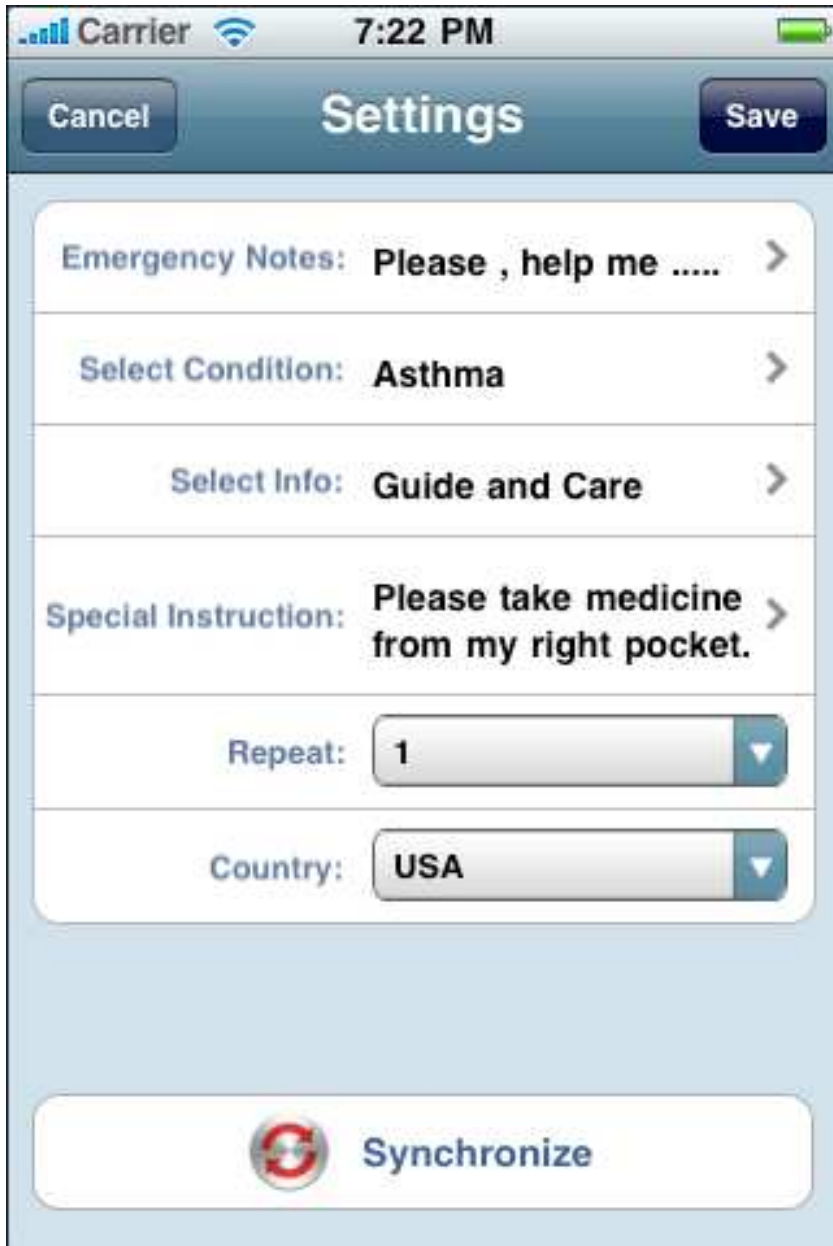 Carrier 7:22 PM
Cancel Settings Save
Emergency Notes: Please , help me .....
Select Condition: Asthma
Select Info: Guide and Care
Special Instruction: Please take medicine
from my right pocket.
Repeat: 1
Country: USA
Synchronize